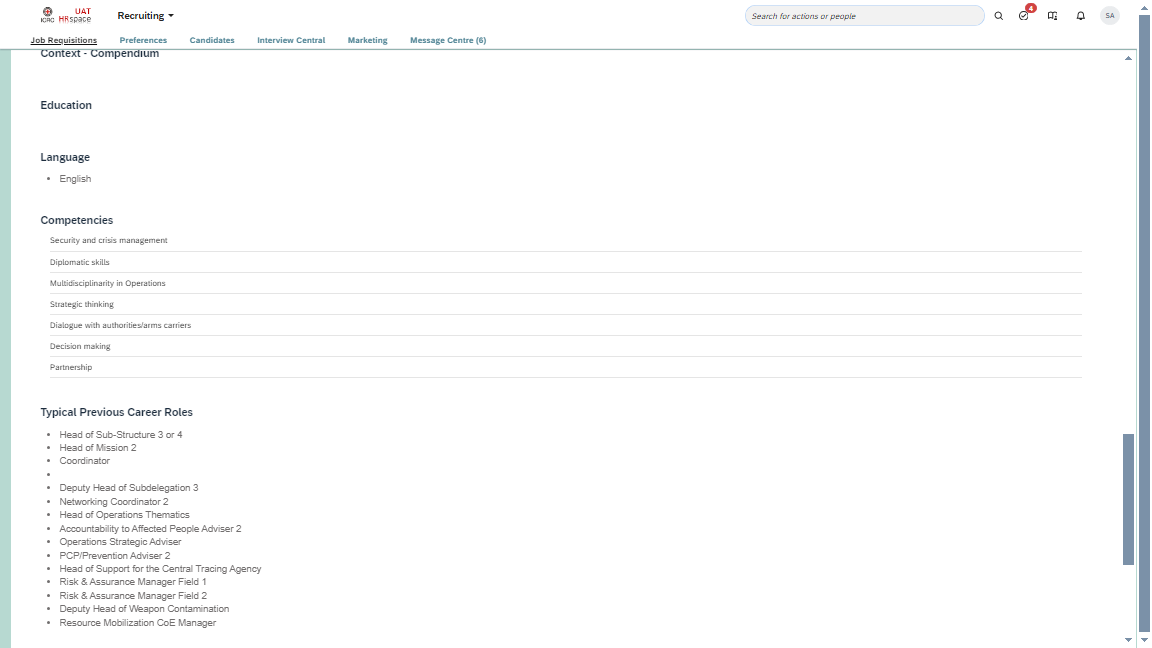 UAT
ICRC HRspace
Recruiting
Search for actions or people
4
SA
Job Requisitions
Preferences
Candidates
Interview Central
Marketing
Message Centre (6)
Context - Compendium
Education
Language
• English
Competencies
Security and crisis management
Diplomatic skills
Multidisciplinarity in Operations
Strategic thinking
Dialogue with authorities/arms carriers
Decision making
Partnership
Typical Previous Career Roles
• Head of Sub-Structure 3 or 4
• Head of Mission 2
• Coordinator
•
• Deputy Head of Subdelegation 3
• Networking Coordinator 2
• Head of Operations Thematics
• Accountability to Affected People Adviser 2
• Operations Strategic Adviser
• PCP/Prevention Adviser 2
• Head of Support for the Central Tracing Agency
• Risk & Assurance Manager Field 1
• Risk & Assurance Manager Field 2
• Deputy Head of Weapon Contamination
• Resource Mobilization CoE Manager